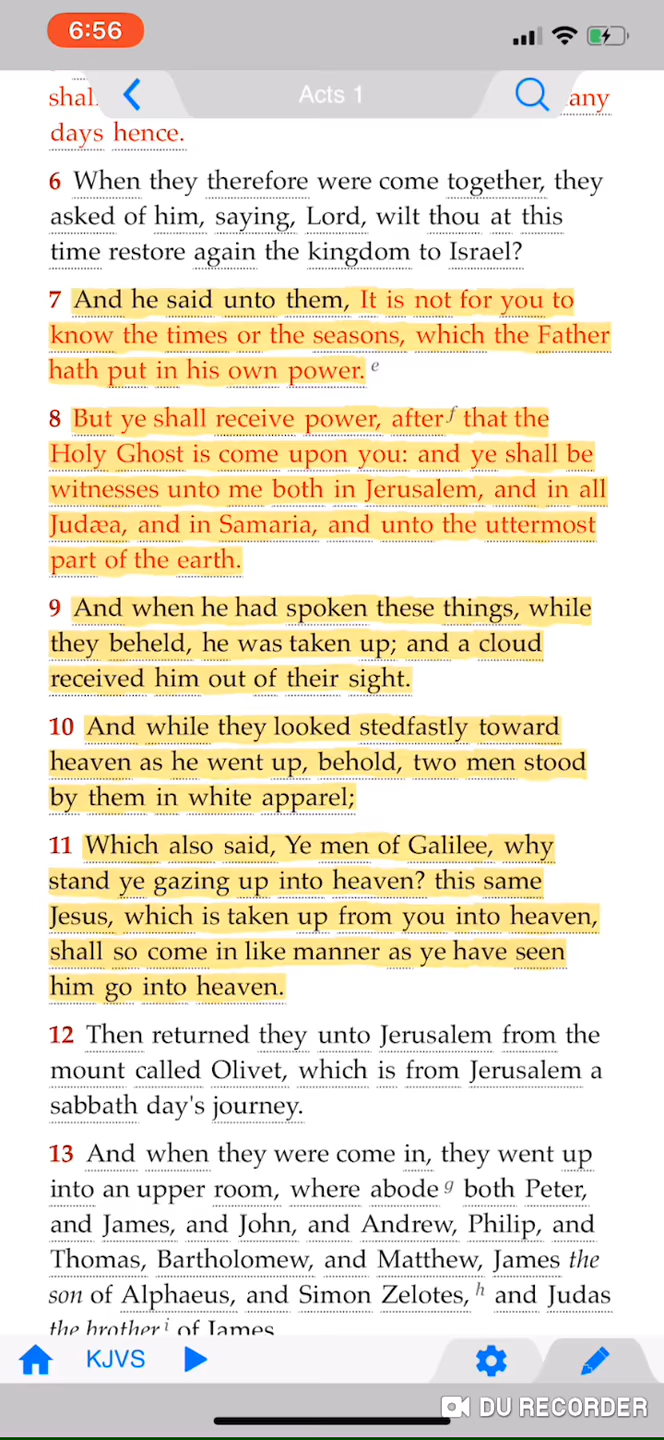 6:56
Acts 1
shal
any
days hence.
6 When they therefore were come together, they
asked of him, saying, Lord, wilt thou at this
time restore again the kingdom to Israel?
7 And he said unto them, It is not for you to
know the times or the seasons, which the Father
hath put in his own power. e
8 But ye shall receive power, after f that the
Holy Ghost is come upon you: and ye shall be
witnesses unto me both in Jerusalem, and in all
Judæa, and in Samaria, and unto the uttermost
part of the earth.
9 And when he had spoken these things, while
they beheld, he was taken up; and a cloud
received him out of their sight.
10 And while they looked stedfastly toward
heaven as he went up, behold, two men stood
by them in white apparel;
11 Which also said, Ye men of Galilee, why
stand ye gazing up into heaven? this same
Jesus, which is taken up from you into heaven,
shall so come in like manner as ye have seen
him go into heaven.
12 Then returned they unto Jerusalem from the
mount called Olivet, which is from Jerusalem a
sabbath day's journey.
13 And when they were come in, they went up
into an upper room, where abode g both Peter,
and James, and John, and Andrew, Philip, and
Thomas, Bartholomew, and Matthew, James the
son of Alphaeus, and Simon Zelotes, h and Judas
the brother i of James
KJVS
DU RECORDER